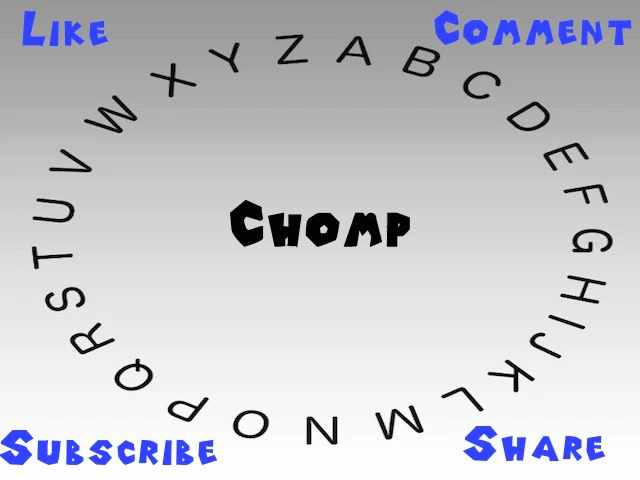 Like
Comment
A B C D E F G H I J K L M N O P Q R S T U V W X Y Z
Chomp
Subscribe
Share